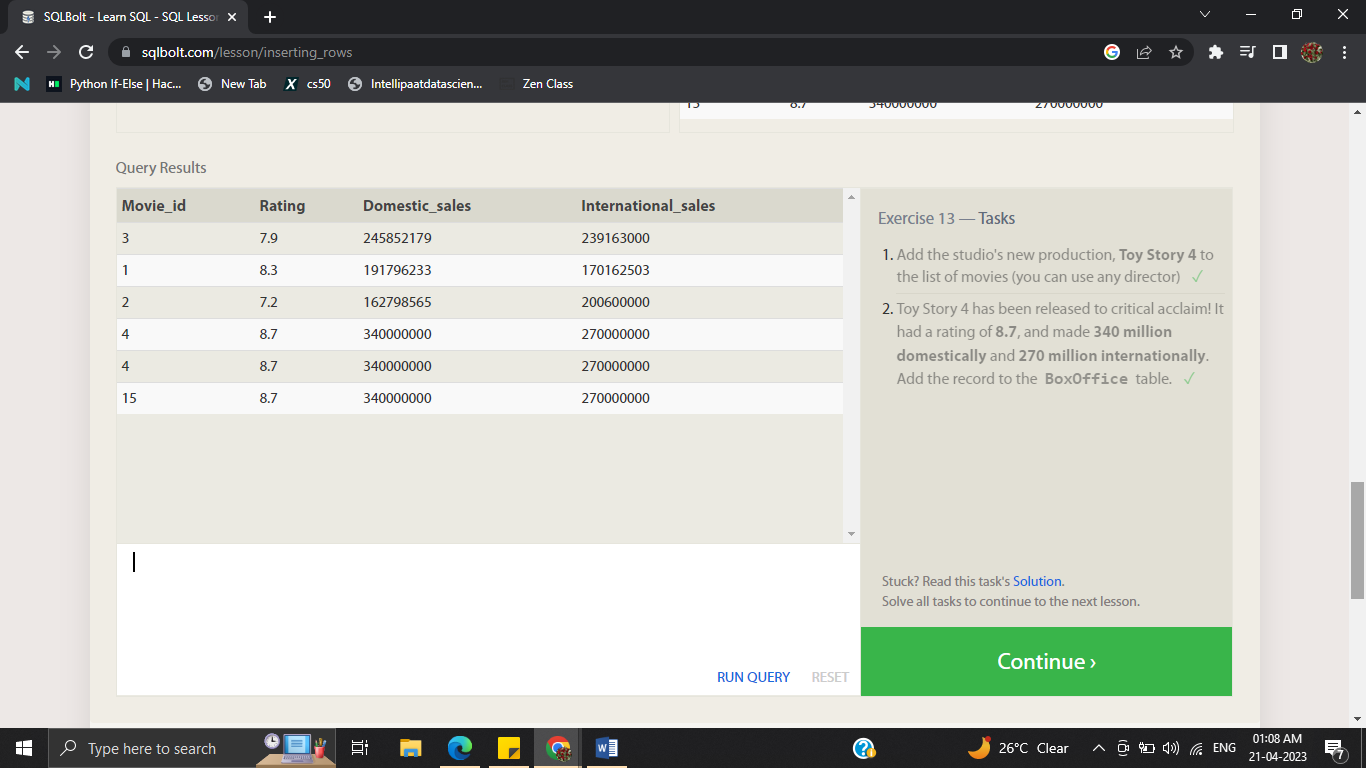 SQLBolt - Learn SQL - SQL Lesson
sqlbolt.com/lesson/inserting_rows
Python If-Else | Hac... New Tab X cs50 Intellipaatdatascien... Zen Class
15 8.7 340000000 270000000
Query Results
Movie_id Rating Domestic_sales International_sales
3 7.9 245852179 239163000
1 8.3 191796233 170162503
2 7.2 162798565 200600000
4 8.7 340000000 270000000
4 8.7 340000000 270000000
15 8.7 340000000 270000000
Exercise 13 — Tasks
1. Add the studio's new production, Toy Story 4 to
the list of movies (you can use any director) ✓
2. Toy Story 4 has been released to critical acclaim! It
had a rating of 8.7, and made 340 million
domestically and 270 million internationally.
Add the record to the BoxOffice table. ✓
Stuck? Read this task's Solution.
Solve all tasks to continue to the next lesson.
RUN QUERY RESET
Continue ›
Type here to search
26°C Clear
ENG
01:08 AM
21-04-2023
7